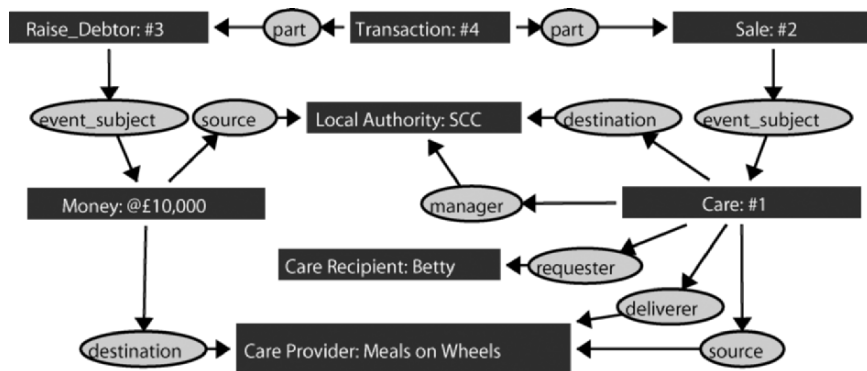 Raise_Debtor: #3
part
Transaction: #4
part
Sale: #2
event_subject
source
Local Authority: SCC
destination
event_subject
Money: @£10,000
manager
Care: #1
Care Recipient: Betty
requester
deliverer
destination
Care Provider: Meals on Wheels
source